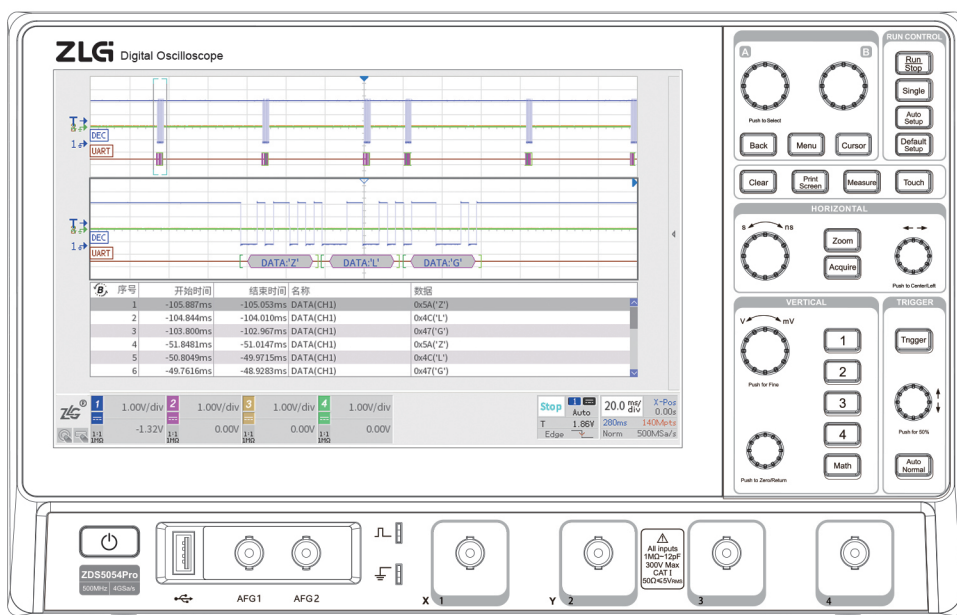 ZLG Digital Oscilloscope
T
DEC
1
UART
T
DEC
1
UART
DATA:'Z' DATA:'L' DATA:'G'
B 序号 开始时间 结束时间 名称 数据
1 -105.887ms -105.053ms DATA(CH1) 0x5A('Z')
2 -104.844ms -104.010ms DATA(CH1) 0x4C('L')
3 -103.800ms -102.967ms DATA(CH1) 0x47('G')
4 -51.8481ms -51.0147ms DATA(CH1) 0x5A('Z')
5 -50.8049ms -49.9715ms DATA(CH1) 0x4C('L')
6 -49.7616ms -48.9283ms DATA(CH1) 0x47('G')
ZLG®
1 1.00V/div 2 1.00V/div 3 1.00V/div 4 1.00V/div
-1.32V 0.00V 0.00V 0.00V
1:1 1:1 1:1 1:1
1MΩ 1MΩ 1MΩ 1MΩ
Stop 1 Auto
T 1.86V
Edge
20.0 ms/div X-Pos 0.00s
280ms 140Mpts
Norm 500MSa/s
A B
Push to Select
Back Menu Cursor
RUN CONTROL
Run Stop
Single
Auto Setup
Default Setup
Clear Print Screen Measure Touch
HORIZONTAL
s ns
Zoom
Acquire
Push to Center/Left
VERTICAL
V mV
Push for Fine
1
2
3
4
Math
Push to Zero/Return
TRIGGER
Trigger
Push for 50%
Auto Normal
ZDS5054Pro
500MHz 4GSa/s
AFG1 AFG2
X 1 Y 2 3 4
All inputs
1MΩ~12pF
300V Max
CAT I
50Ω≤5VRMS